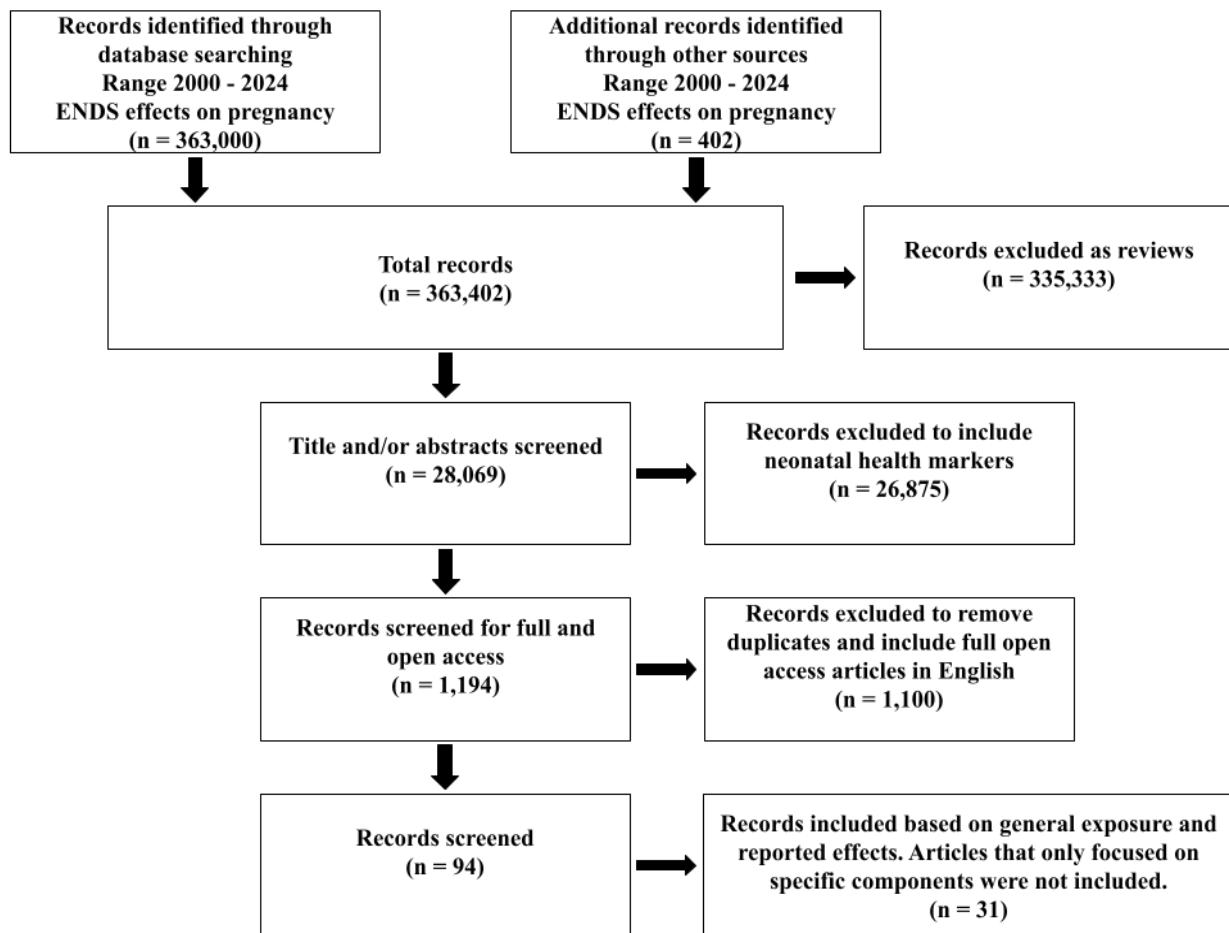 Records identified through
database searching
Range 2000 - 2024
ENDS effects on pregnancy
(n = 363,000)
Additional records identified
through other sources
Range 2000 - 2024
ENDS effects on pregnancy
(n = 402)
Total records
(n = 363,402)
Records excluded as reviews
(n = 335,333)
Title and/or abstracts screened
(n = 28,069)
Records excluded to include
neonatal health markers
(n = 26,875)
Records screened for full and
open access
(n = 1,194)
Records excluded to remove
duplicates and include full open
access articles in English
(n = 1,100)
Records screened
(n = 94)
Records included based on general exposure and
reported effects. Articles that only focused on
specific components were not included.
(n = 31)